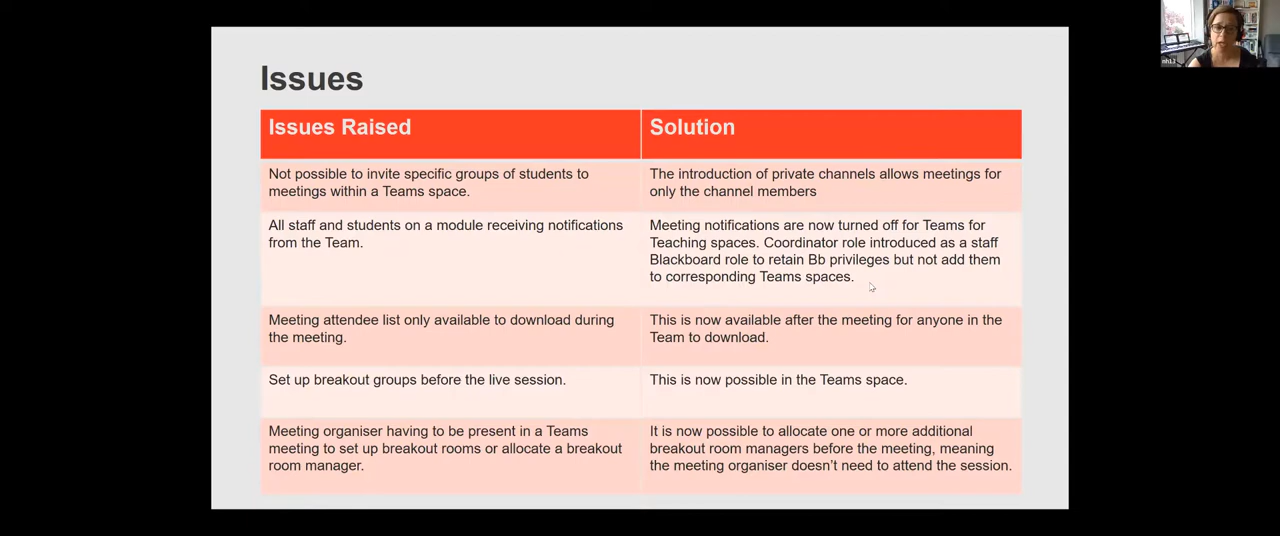 Issues
Issues Raised
Solution
Not possible to invite specific groups of students to
meetings within a Teams space.
The introduction of private channels allows meetings for
only the channel members
All staff and students on a module receiving notifications
from the Team.
Meeting notifications are now turned off for Teams for
Teaching spaces. Coordinator role introduced as a staff
Blackboard role to retain Bb privileges but not add them
to corresponding Teams spaces.
Meeting attendee list only available to download during
the meeting.
This is now available after the meeting for anyone in the
Team to download.
Set up breakout groups before the live session.
This is now possible in the Teams space.
Meeting organiser having to be present in a Teams
meeting to set up breakout rooms or allocate a breakout
room manager.
It is now possible to allocate one or more additional
breakout room managers before the meeting, meaning
the meeting organiser doesn't need to attend the session.
nh13